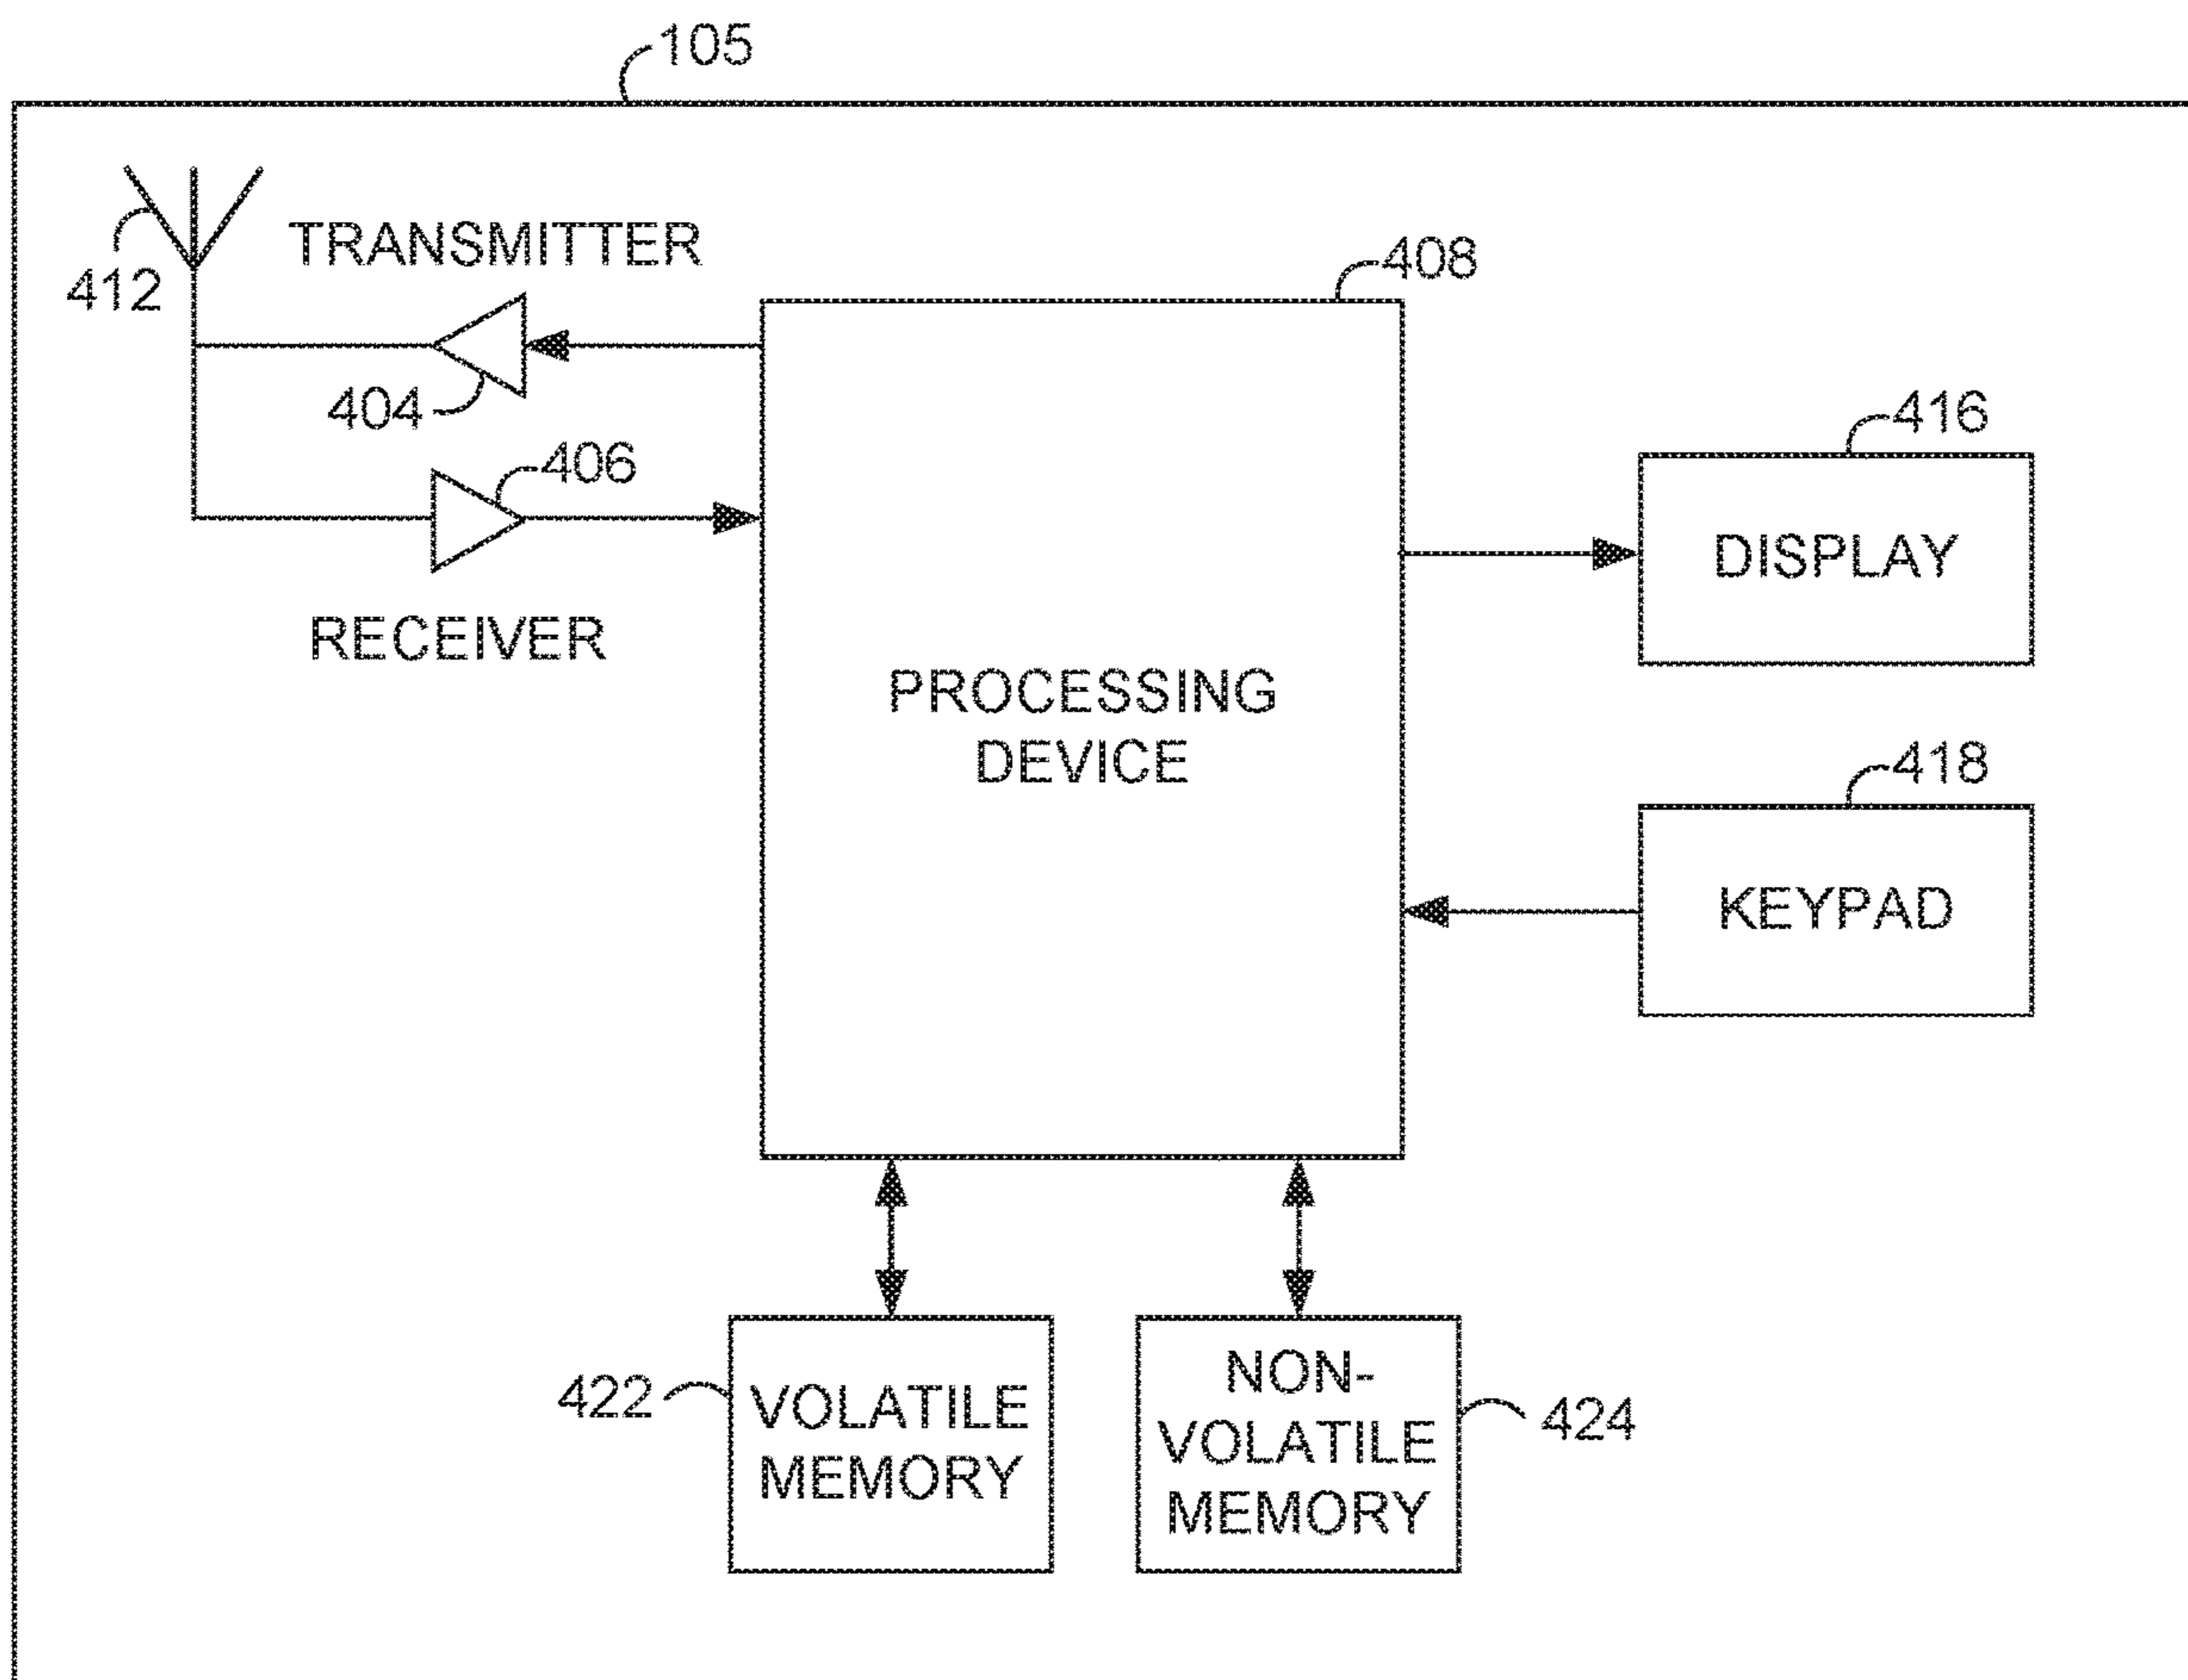 105
412
TRANSMITTER
404
406
RECEIVER
408
PROCESSING
DEVICE
416
DISPLAY
418
KEYPAD
422
VOLATILE
MEMORY
NON-
VOLATILE
MEMORY
424